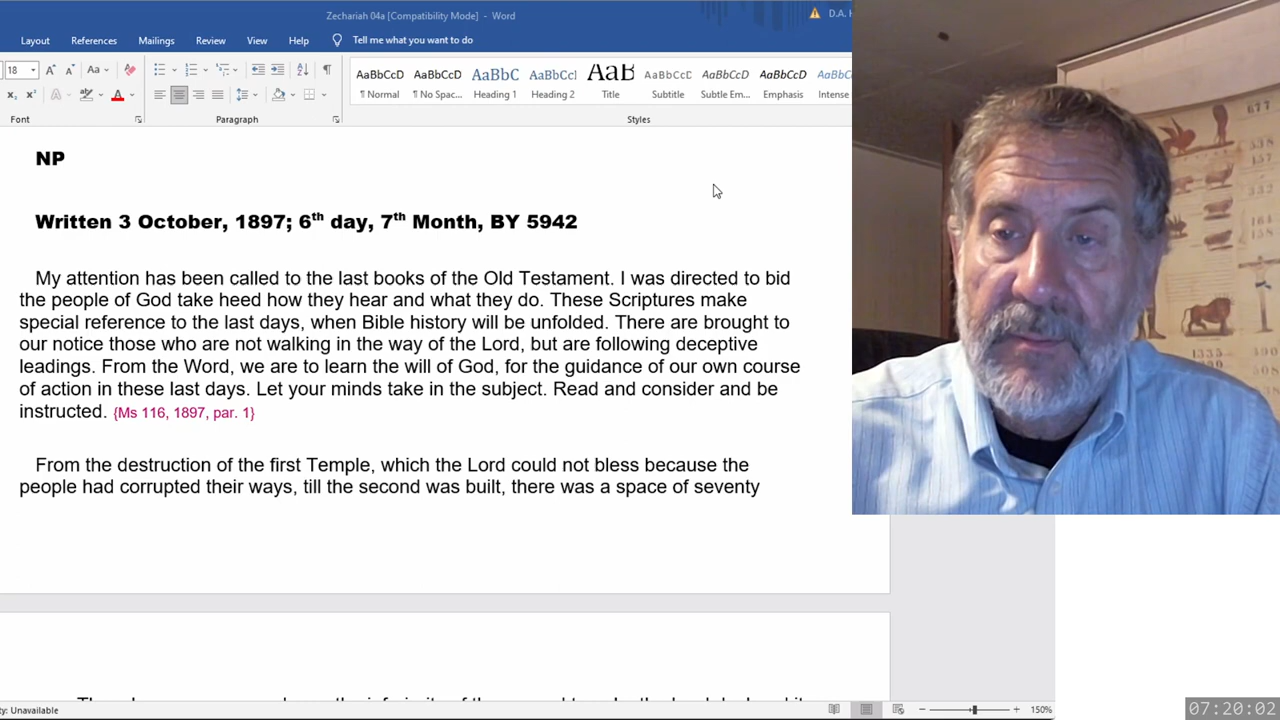 Zechariah 04a [Compatibility Mode] - Word
D.A. H
Layout References Mailings Review View Help Tell me what you want to do
18
Aa
AaBbCcD AaBbCcD AaBbC AaBbCcI AaB AaBbCcD AaBbCcD AaBbCcD AaBbC
¶ Normal ¶ No Spac... Heading 1 Heading 2 Title Subtitle Subtle Em... Emphasis Intense
Font Paragraph Styles
NP
Written 3 October, 1897; 6th day, 7th Month, BY 5942
My attention has been called to the last books of the Old Testament. I was directed to bid
the people of God take heed how they hear and what they do. These Scriptures make
special reference to the last days, when Bible history will be unfolded. There are brought to
our notice those who are not walking in the way of the Lord, but are following deceptive
leadings. From the Word, we are to learn the will of God, for the guidance of our own course
of action in these last days. Let your minds take in the subject. Read and consider and be
instructed. {Ms 116, 1897, par. 1}
From the destruction of the first Temple, which the Lord could not bless because the
people had corrupted their ways, till the second was built, there was a space of seventy
ty: Unavailable
150%
07:20:02
677
538
457
1335